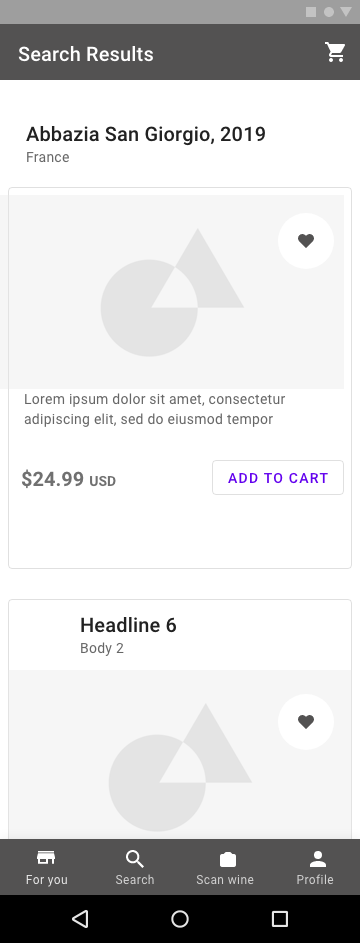 Search Results
Abbazia San Giorgio, 2019
France
Lorem ipsum dolor sit amet, consectetur
adipiscing elit, sed do eiusmod tempor
$24.99 USD
ADD TO CART
Headline 6
Body 2
For you
Search
Scan wine
Profile